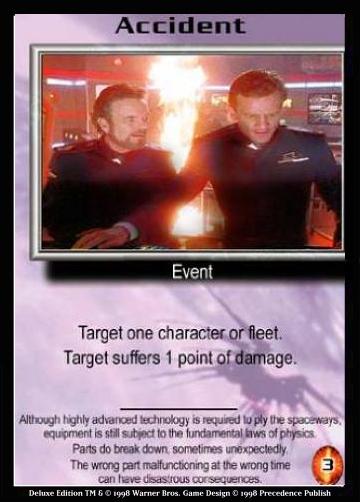 Accident
Event
Target one character or fleet.
Target suffers 1 point of damage.
Although highly advanced technology is required to ply the spaceways,
equipment is still subject to the fundamental laws of physics.
Parts do break down, sometimes unexpectedly.
The wrong part malfunctioning at the wrong time
can have disastrous consequences.
3
Deluxe Edition TM & © 1998 Warner Bros. Game Design © 1998 Precedence Publish